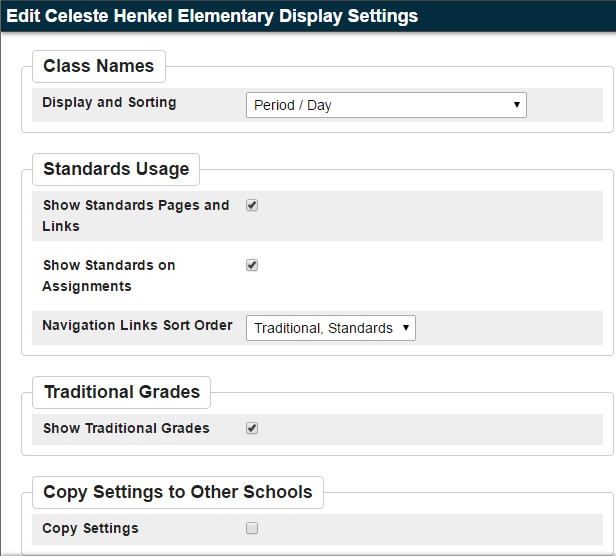 Edit Celeste Henkel Elementary Display Settings
Class Names
Display and Sorting
Period / Day
Standards Usage
Show Standards Pages and
Links
Show Standards on
Assignments
Navigation Links Sort Order
Traditional, Standards
Traditional Grades
Show Traditional Grades
Copy Settings to Other Schools
Copy Settings